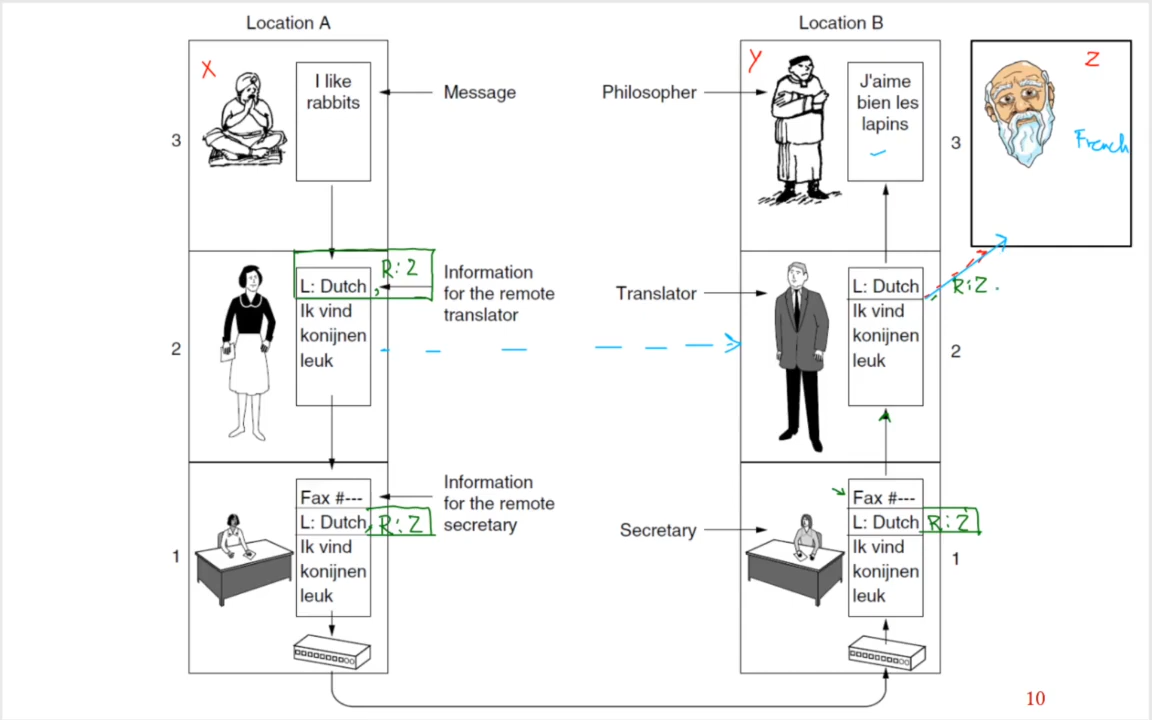 Location A
Location B
X
I like
rabbits
Message
Philosopher
Y
J'aime
bien les
lapins
Z
French
3
3
L: Dutch, R: Z
Ik vind
konijnen
leuk
Information
for the remote
translator
Translator
L: Dutch
Ik vind
konijnen
leuk
R: Z.
2
2
Fax #---
L: Dutch, R: Z
Ik vind
konijnen
leuk
Information
for the remote
secretary
Secretary
Fax #---
L: Dutch R: Z
Ik vind
konijnen
leuk
1
1
10